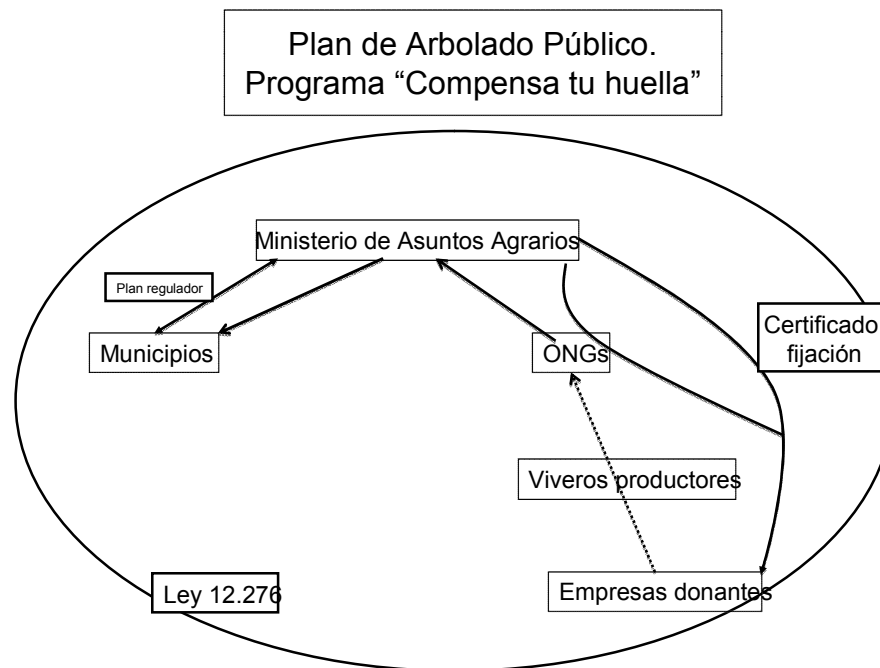 Plan de Arbolado Público.
Programa “Compensa tu huella”
Ministerio de Asuntos Agrarios
Plan regulador
Certificado
fijación
Municipios
ONGs
Viveros productores
Empresas donantes
Ley 12.276